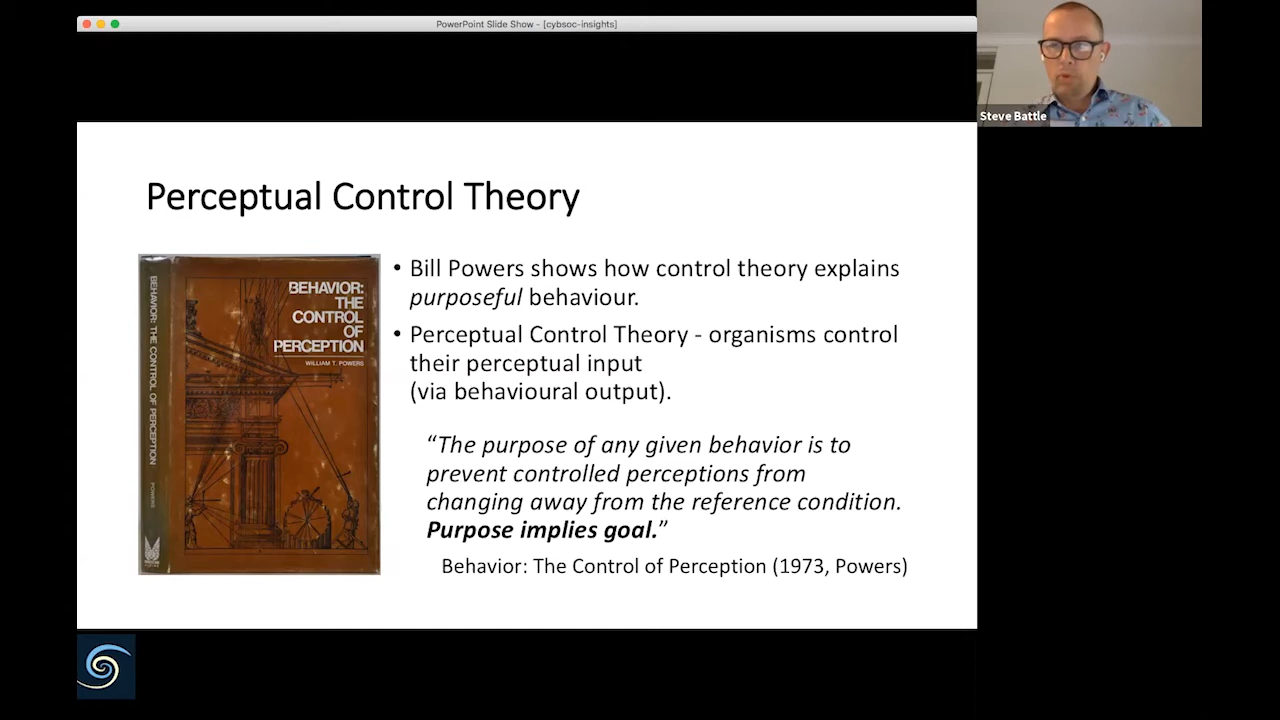 PowerPoint Slide Show - [cybsoc-insights]
Steve Battle
Perceptual Control Theory
BEHAVIOR: THE CONTROL OF PERCEPTION
POWERS
BEHAVIOR:
THE
CONTROL
OF
PERCEPTION
WILLIAM T. POWERS
• Bill Powers shows how control theory explains
purposeful behaviour.
• Perceptual Control Theory - organisms control
their perceptual input
(via behavioural output).
“The purpose of any given behavior is to
prevent controlled perceptions from
changing away from the reference condition.
Purpose implies goal.”
Behavior: The Control of Perception (1973, Powers)